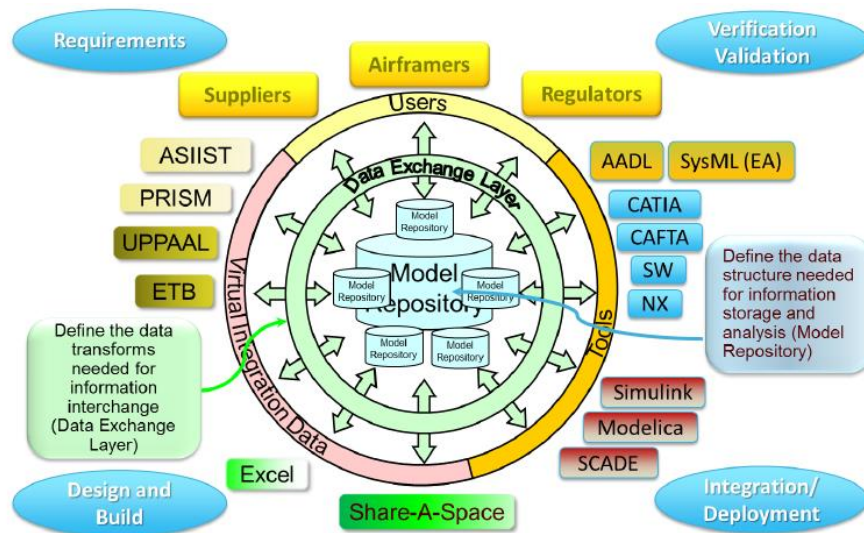 Requirements
Verification
Validation
Airframers
Suppliers
Regulators
Users
ASIIST
PRISM
UPPAAL
ETB
Data Exchange Layer
AADL
SysML (EA)
CATIA
CAFTA
SW
NX
Model
Repository
Model
Repository
Model
Repository
Model
Repository
Model
Repository
Model
Repository
Virtual Integration Data
Tools
Define the data
transforms
needed for
information
interchange
(Data Exchange
Layer)
Define the data
structure needed
for information
storage and
analysis (Model
Repository)
Simulink
Modelica
SCADE
Excel
Share-A-Space
Design and
Build
Integration/
Deployment